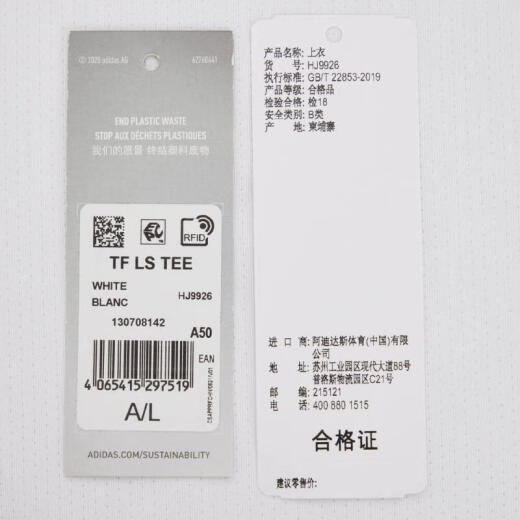 © 2020 adidas AG
62760441
END PLASTIC WASTE
STOP AUX DÉCHETS PLASTIQUES
我们的愿景 终结塑料废物
RFID
TF LS TEE
WHITE
BLANC
HJ9926
130708142
A50
EAN
4 065415 297519
A/L
ADIDAS.COM/SUSTAINABILITY
产品名称: 上衣
货 号: HJ9926
执行标准: GB/T 22853-2019
产品等级: 合格品
检验合格: 检18
安全类别: B类
产 地: 柬埔寨
进 口 商: 阿迪达斯体育(中国)有限
公司
地 址: 苏州工业园区现代大道88号
普格斯物流园区C21号
邮 编: 215121
电 话: 400 880 1515
合格证
建议零售价: